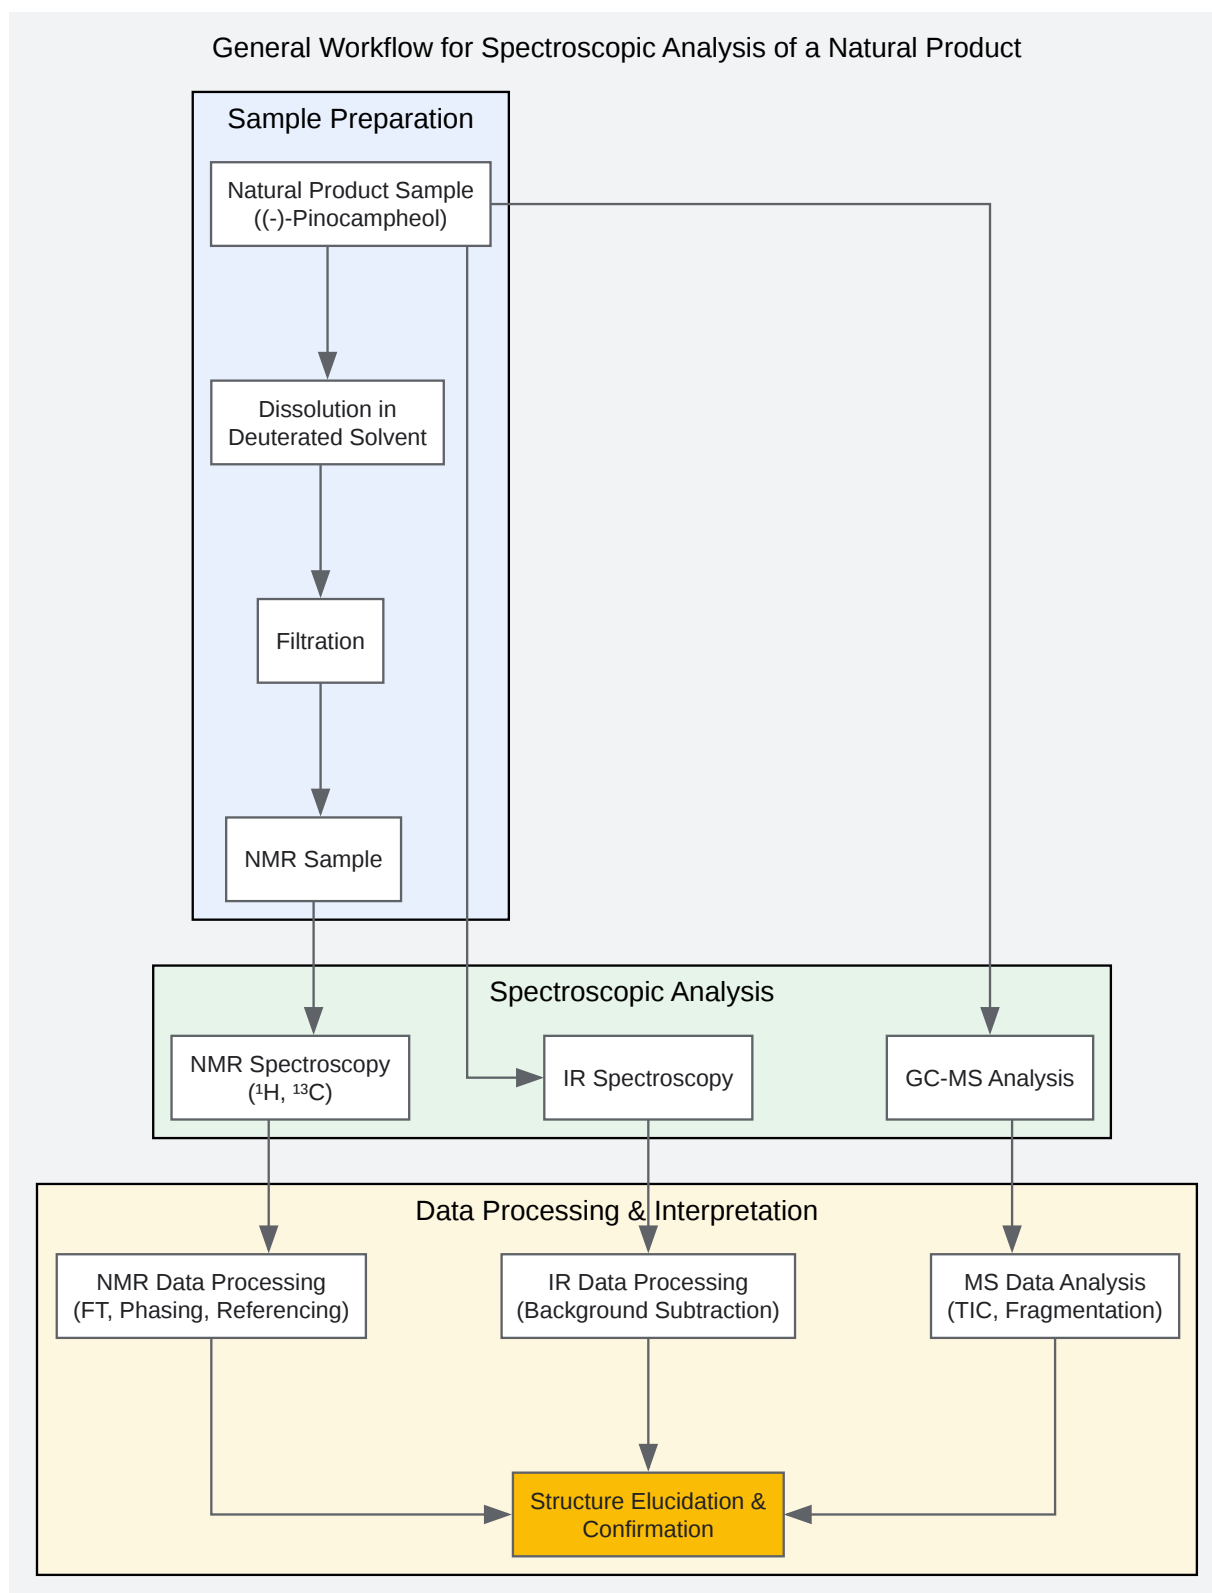 General Workflow for Spectroscopic Analysis of a Natural Product
Sample Preparation
Natural Product Sample
((-)-Pinocampheol)
Dissolution in
Deuterated Solvent
Filtration
NMR Sample
Spectroscopic Analysis
NMR Spectroscopy
(¹H, ¹³C)
IR Spectroscopy
GC-MS Analysis
Data Processing & Interpretation
NMR Data Processing
(FT, Phasing, Referencing)
IR Data Processing
(Background Subtraction)
MS Data Analysis
(TIC, Fragmentation)
Structure Elucidation &
Confirmation